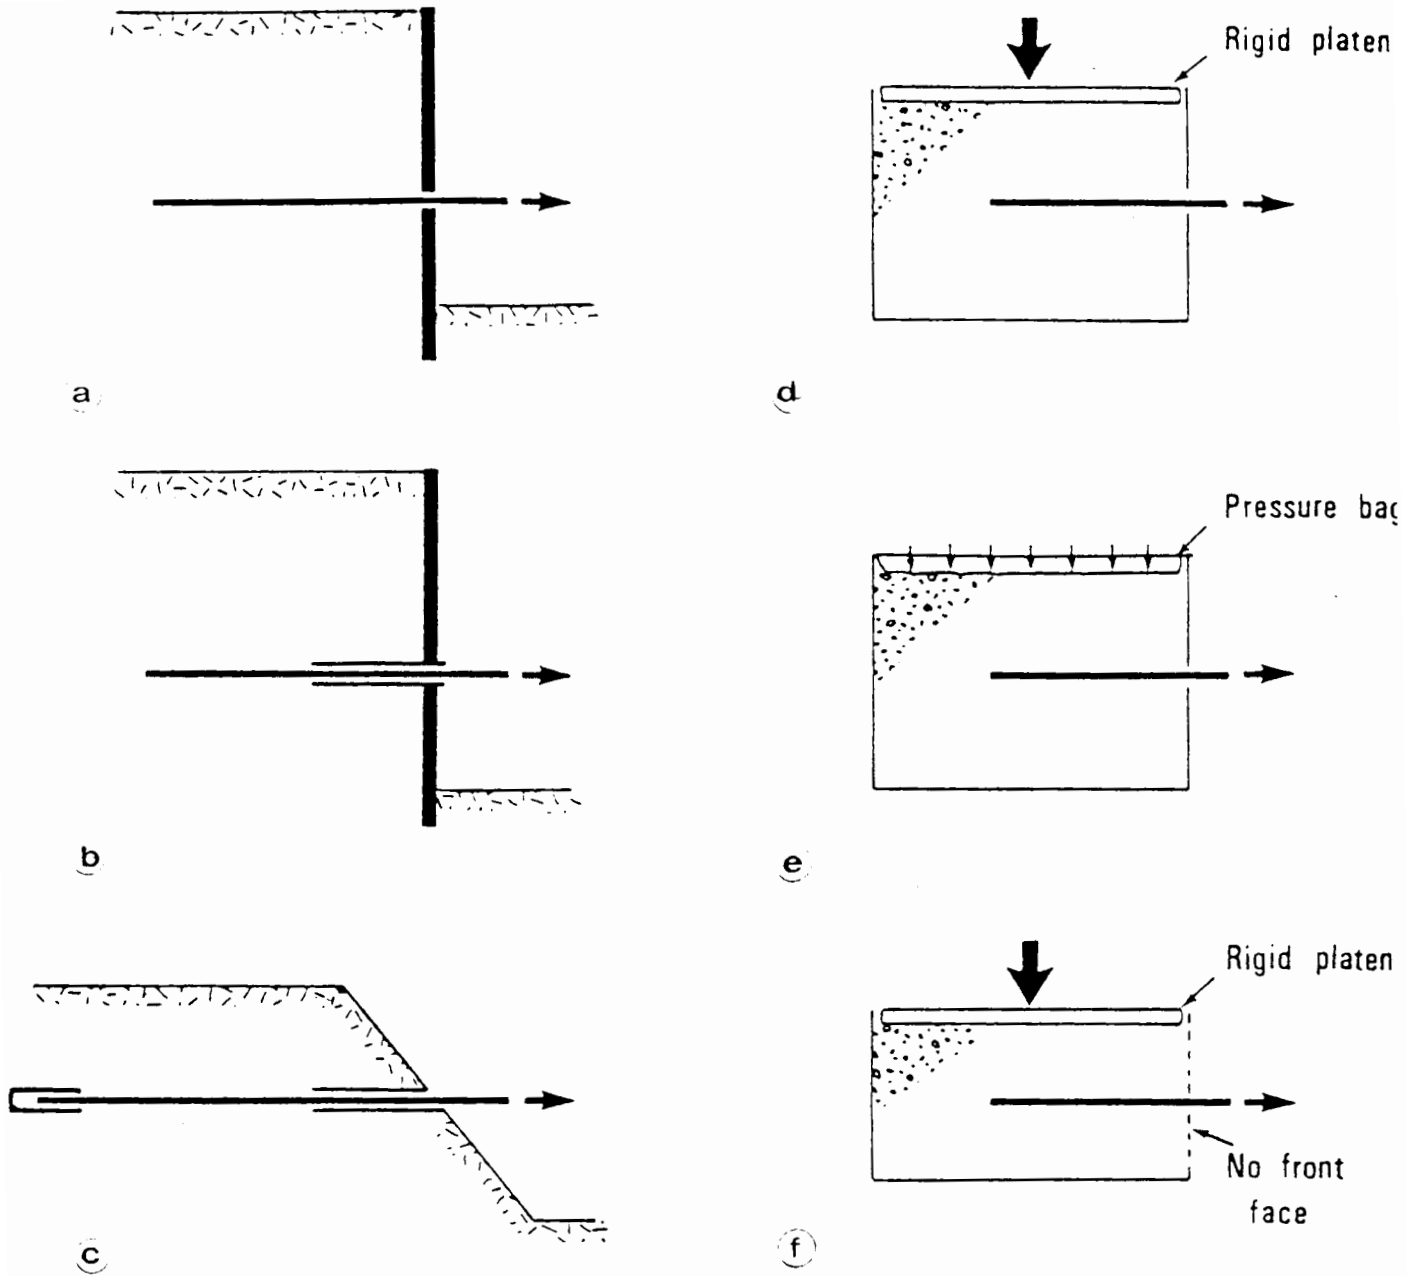 Rigid platen
a
d
Pressure bag
b
e
Rigid platen
No front
face
c
f